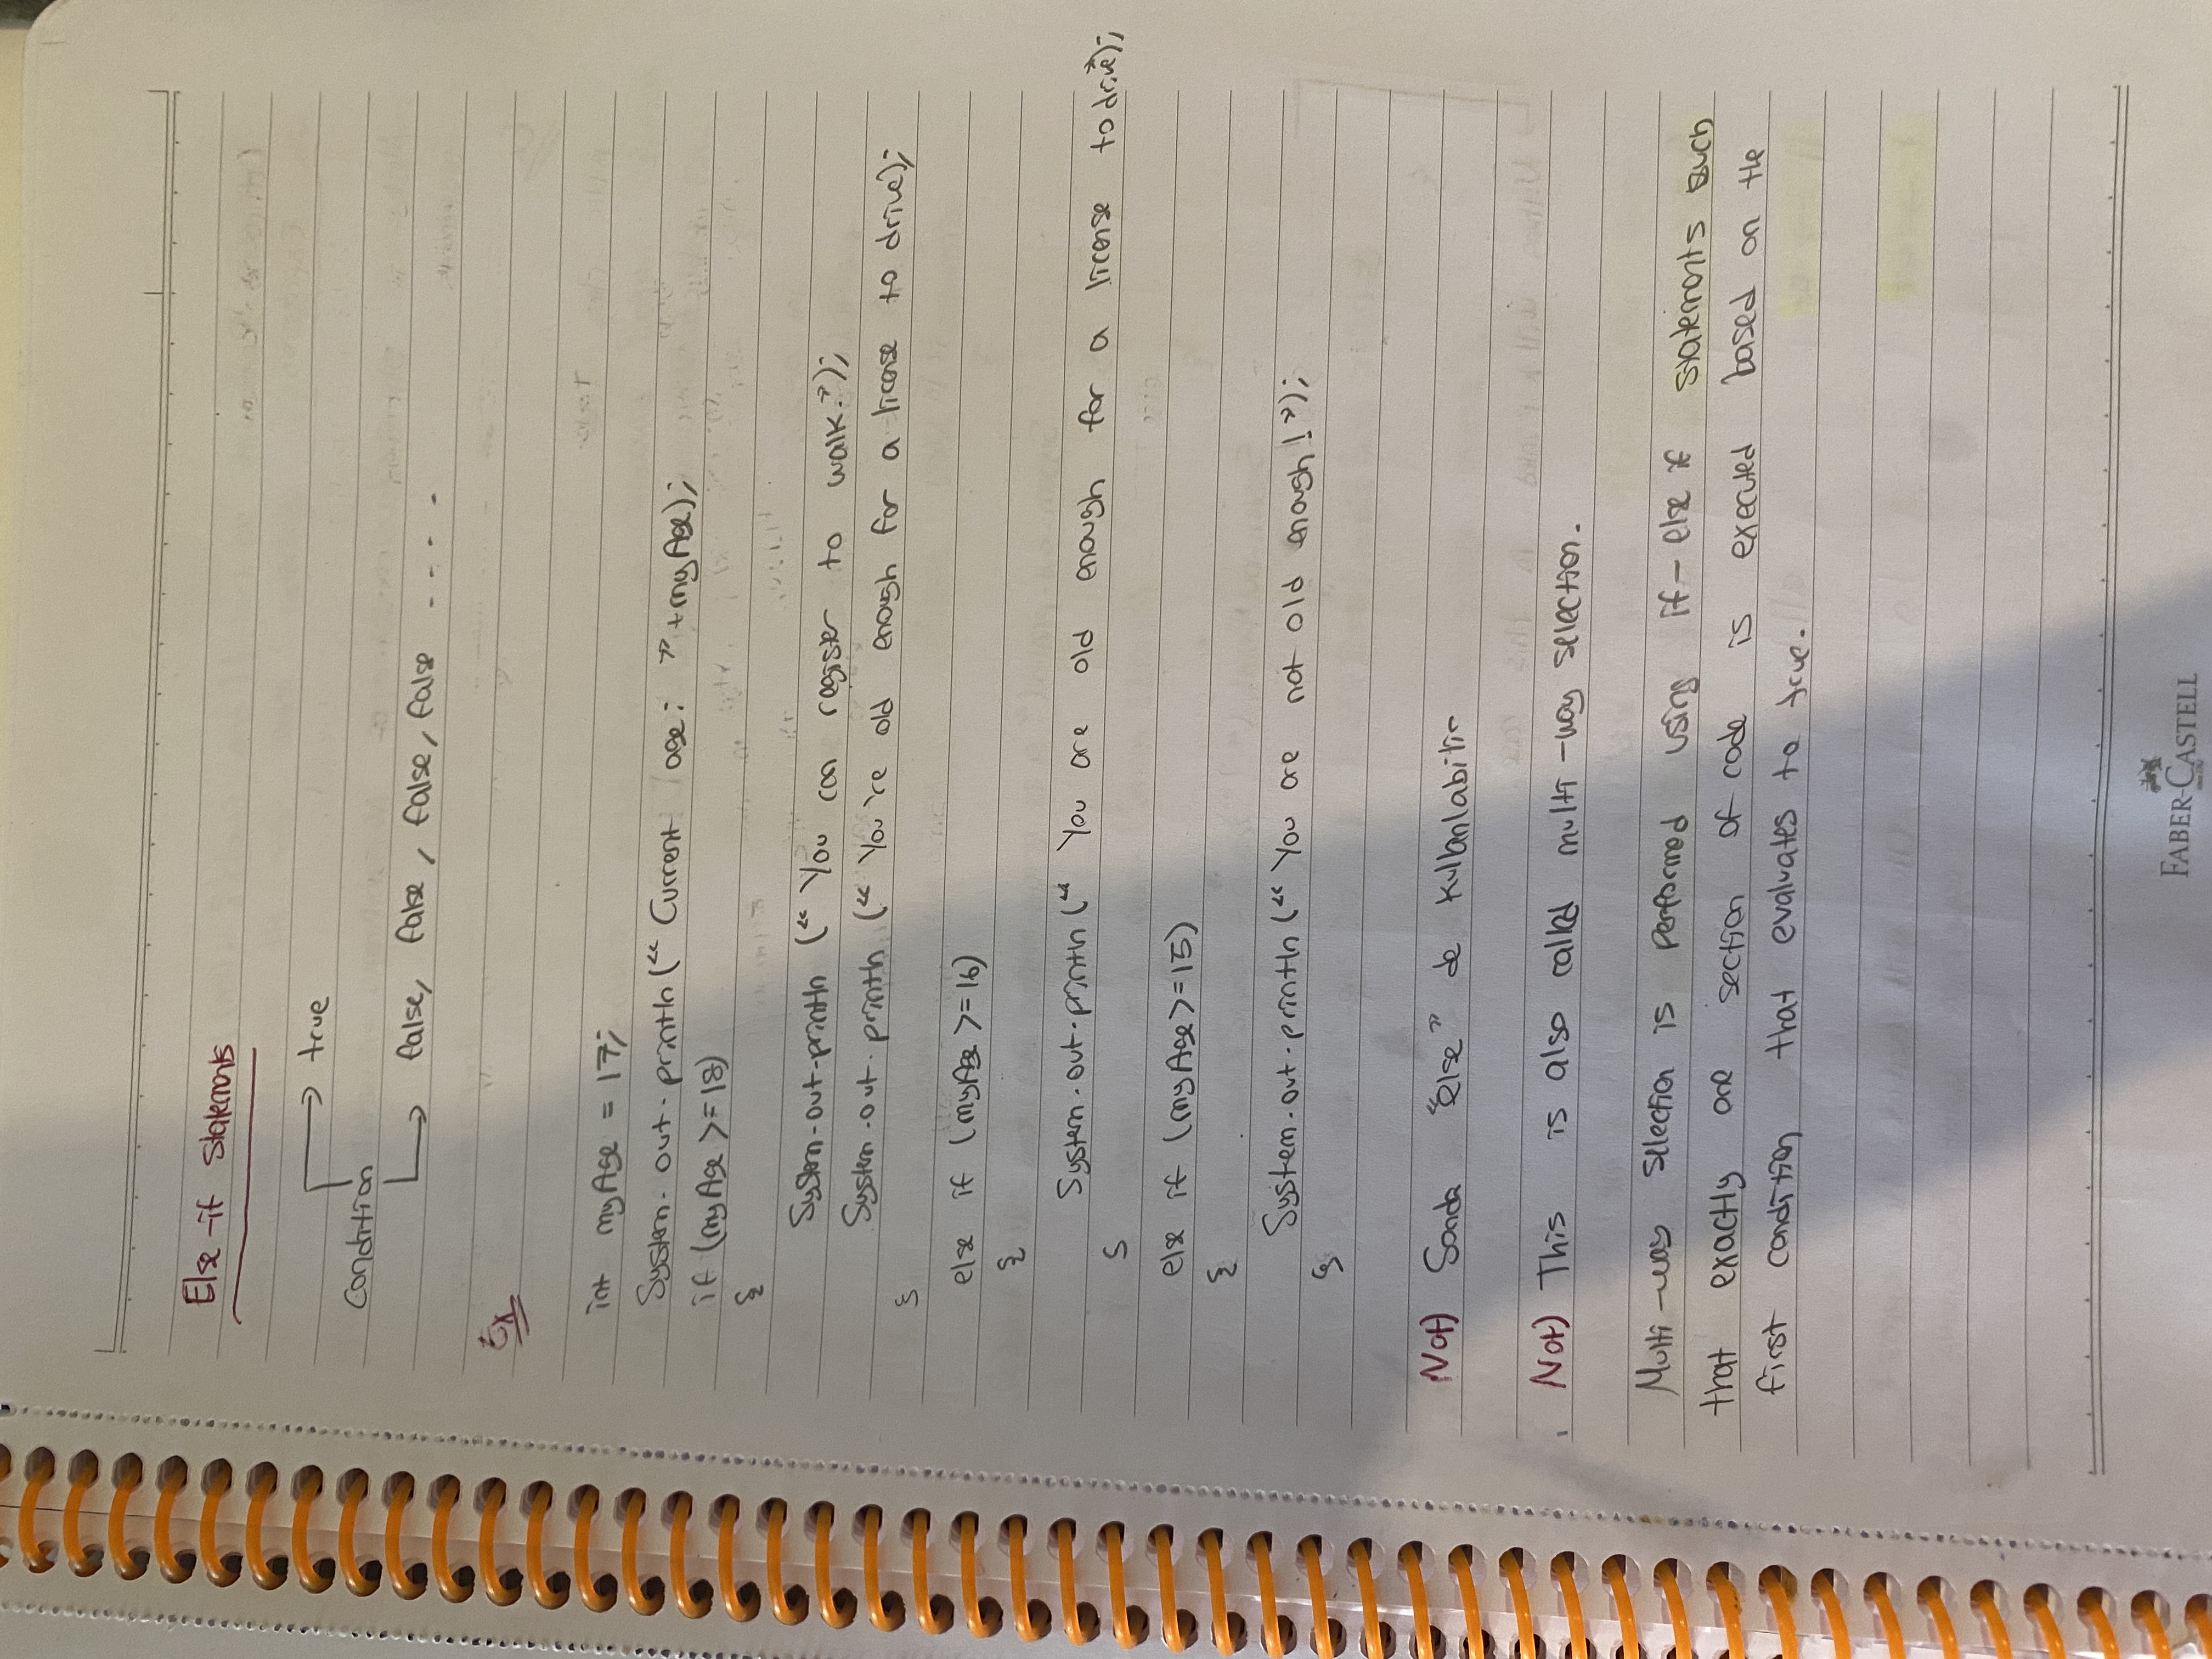 Else-if Statements
true
Condition
false, false, false, false ....
Ex
int myAge = 17;
System.out.println("Current age: "+myAge);
if (myAge >= 18)
{
System.out.println ("You can register to walk.");
System.out.println ("You're old enough for a license to drive);
}
else if (myAge >= 16)
{
System.out.println (" You are old enough for a license to drive");
}
else if (myAge >= 15)
{
System.out.println (" You are not old enough! ");
}
Not) Sonda "Else" de kullanılabilir
Not) This is also called multi-way selection.
Multi-way selection is performed using if-else if statements such
that exactly one section of code is executed based on the
first condition that evaluates to true.
FABER-CASTELL
since 1761